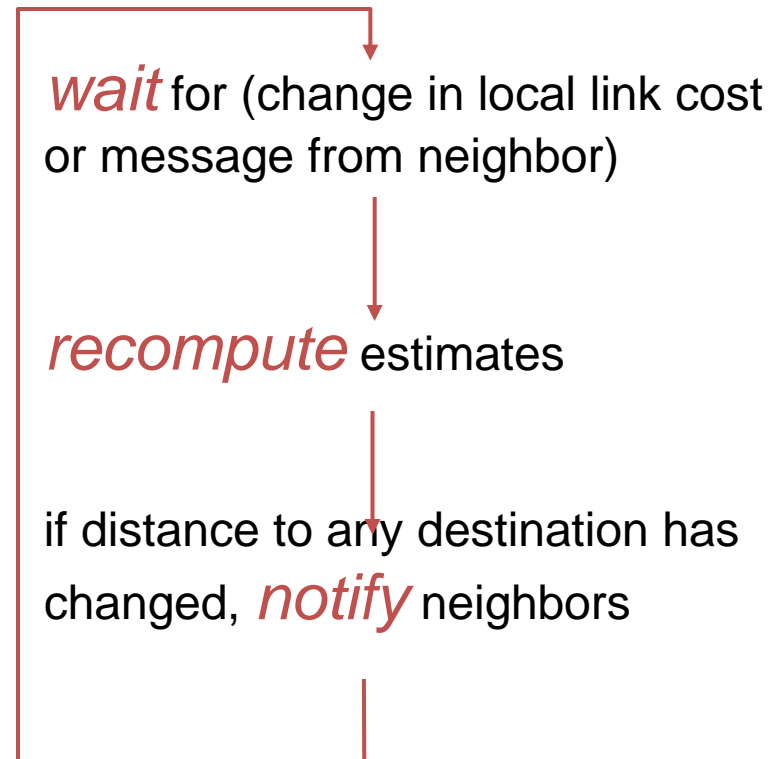 wait for (change in local link cost
or message from neighbor)
recompute estimates
if distance to any destination has
changed, notify neighbors